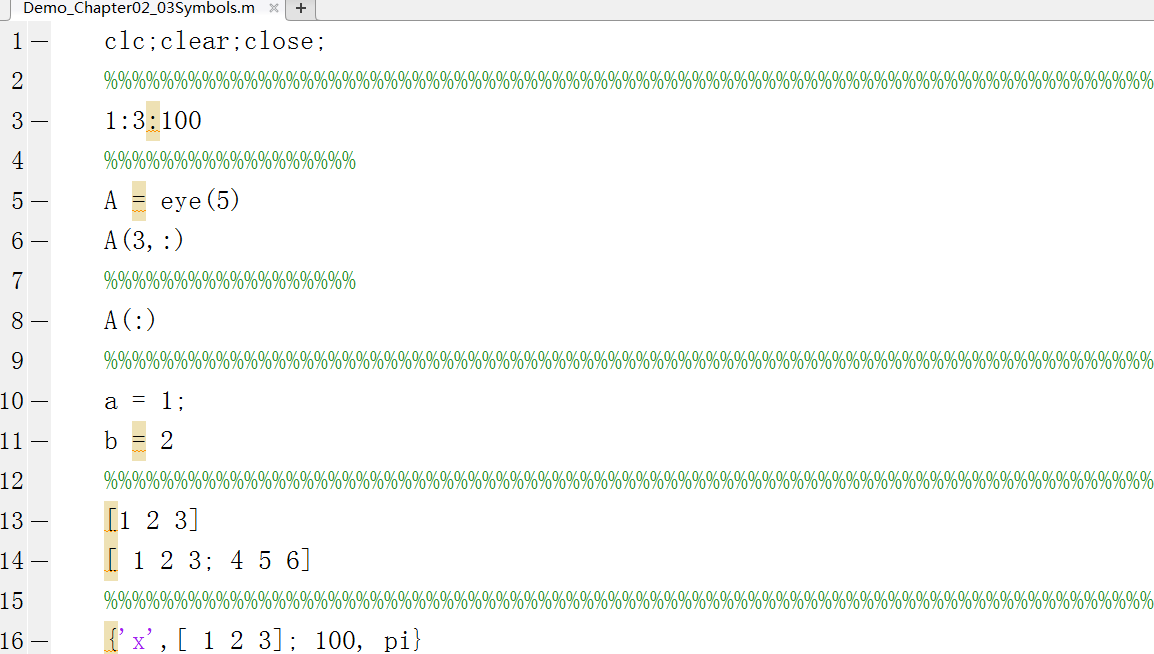 Demo_Chapter02_03Symbols.m × +
1 — clc;clear;close;
2 %%%%%%%%%%%%%%%%%%%%%%%%%%%%%%%%%%%%%%%%%%%%%%%%%%%%%%%%%%%%%%%%%%%%%%%%%%%
3 — 1:3:100
4 %%%%%%%%%%%%%%%%%%
5 — A = eye(5)
6 — A(3,:)
7 %%%%%%%%%%%%%%%%%%
8 — A(:)
9 %%%%%%%%%%%%%%%%%%%%%%%%%%%%%%%%%%%%%%%%%%%%%%%%%%%%%%%%%%%%%%%%%%%%%%%%%%%
10 — a = 1;
11 — b = 2
12 %%%%%%%%%%%%%%%%%%%%%%%%%%%%%%%%%%%%%%%%%%%%%%%%%%%%%%%%%%%%%%%%%%%%%%%%%%%
13 — [1 2 3]
14 — [ 1 2 3; 4 5 6]
15 %%%%%%%%%%%%%%%%%%%%%%%%%%%%%%%%%%%%%%%%%%%%%%%%%%%%%%%%%%%%%%%%%%%%%%%%%%%
16 — {'x',[ 1 2 3]; 100, pi}